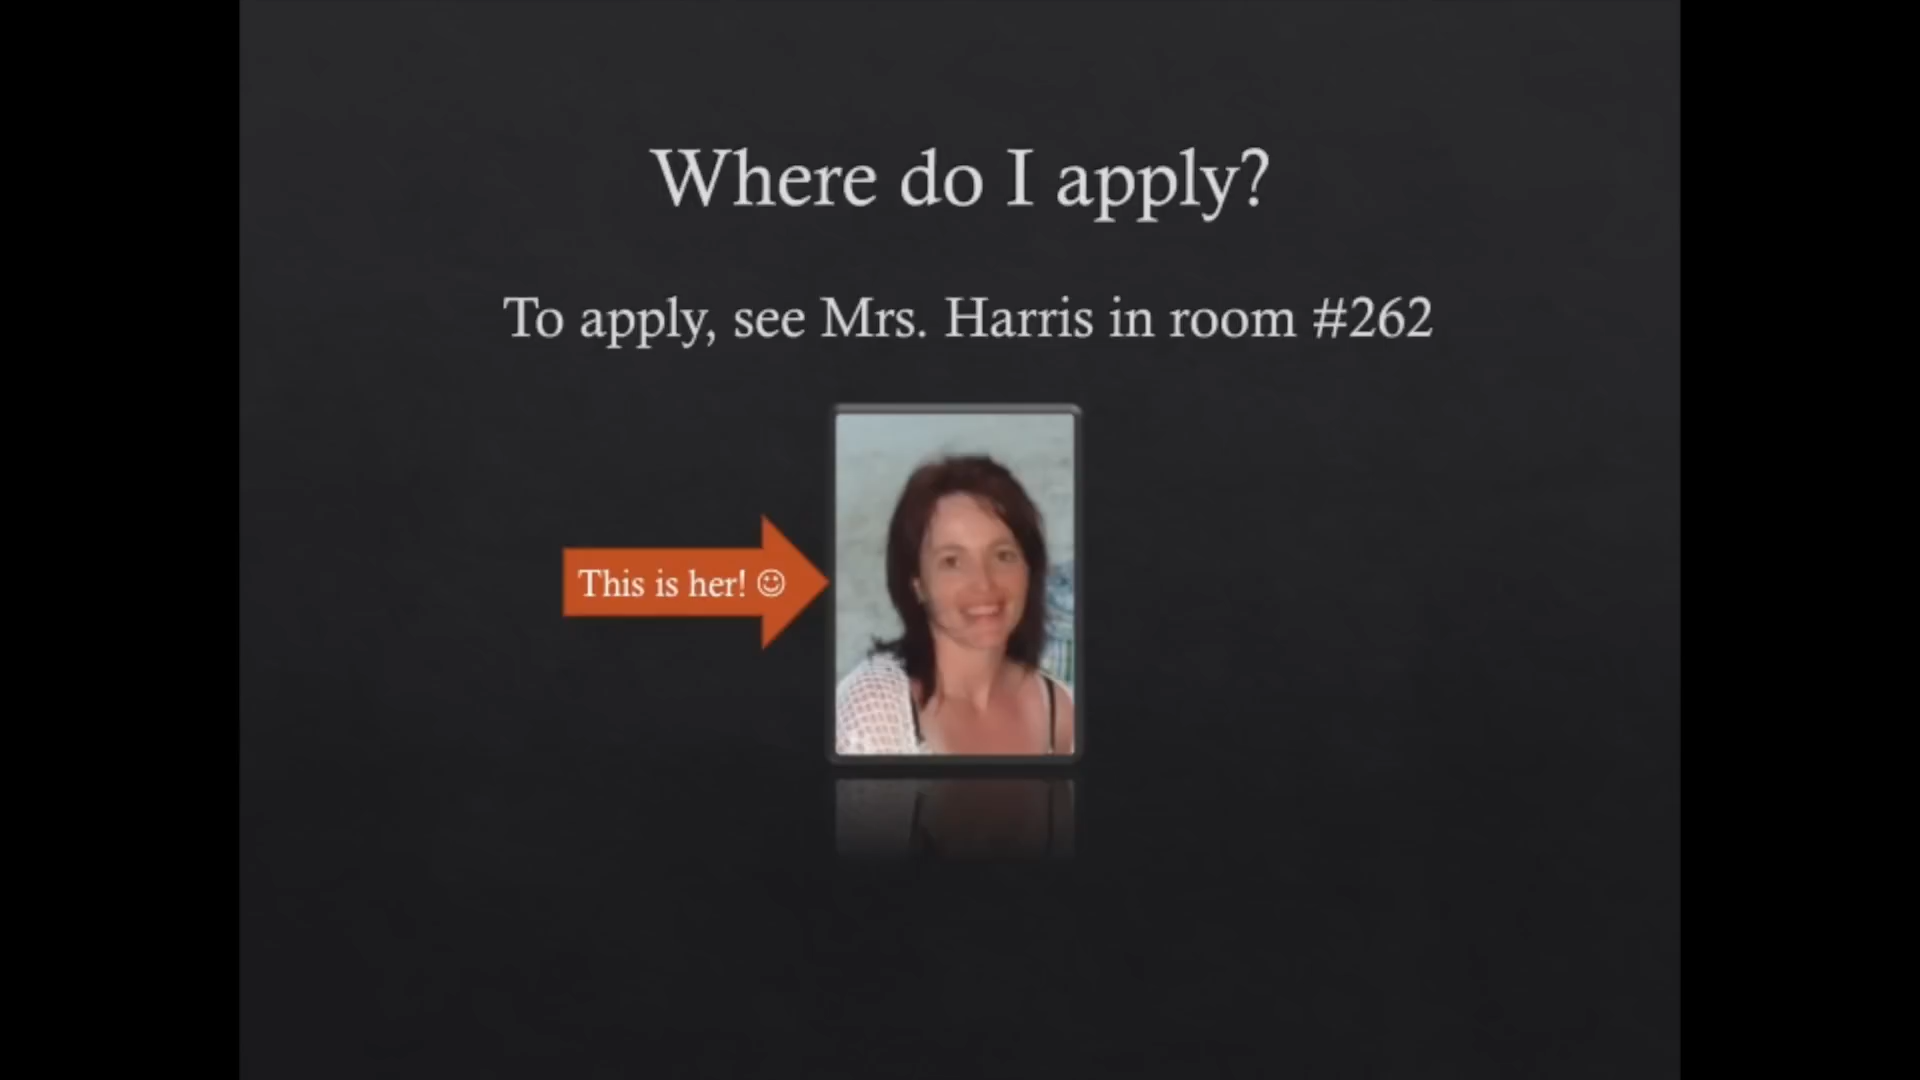 Where do I apply?
To apply, see Mrs. Harris in room #262
This is her! ☺